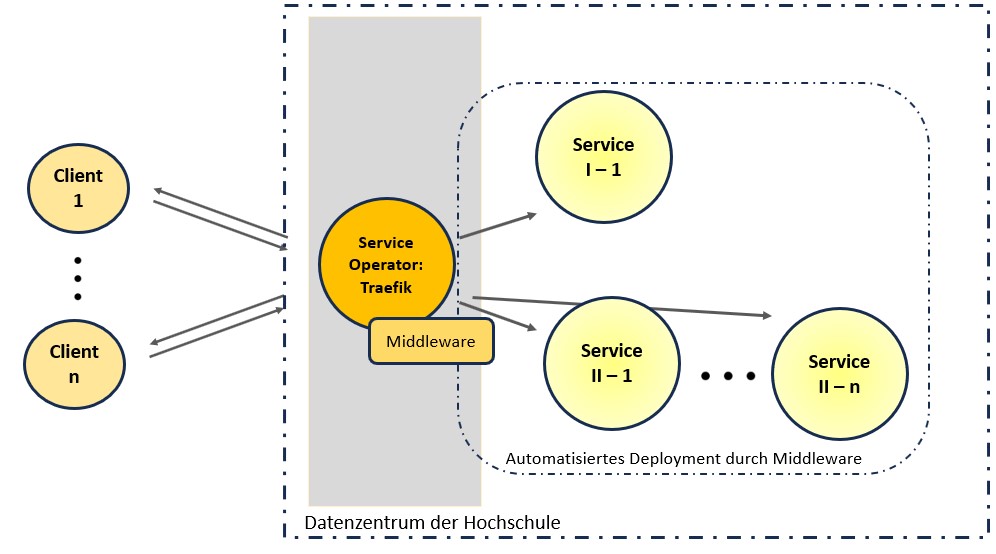 Client
1
Client
n
Service
Operator:
Traefik
Middleware
Service
I – 1
Service
II – 1
Service
II – n
Automatisiertes Deployment durch Middleware
Datenzentrum der Hochschule